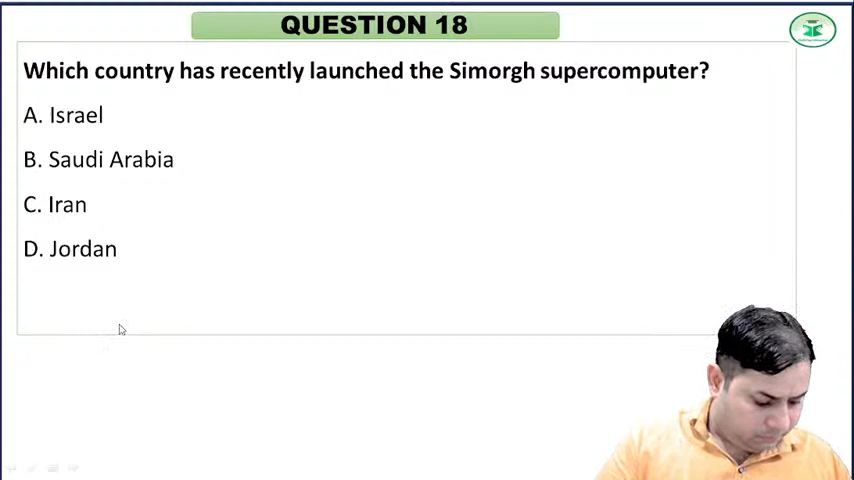 QUESTION 18
Which country has recently launched the Simorgh supercomputer?
A. Israel
B. Saudi Arabia
C. Iran
D. Jordan